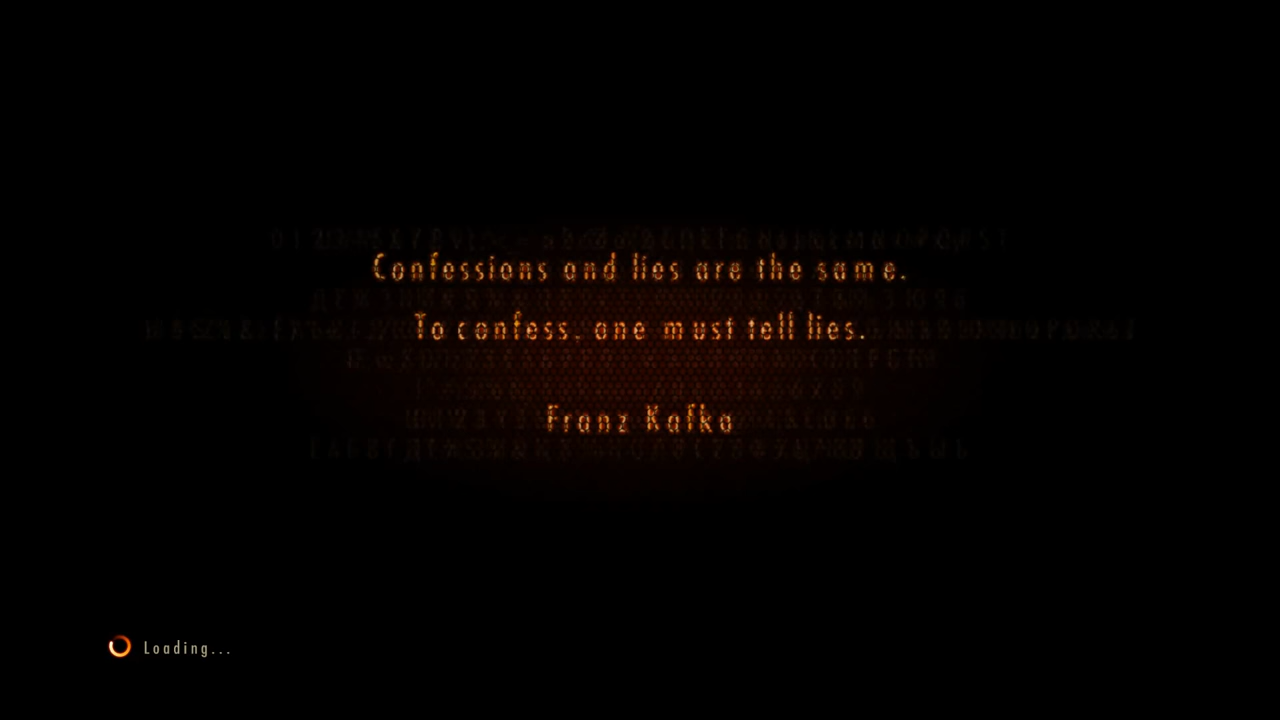 Confessions and lies are the same.
To confess, one must tell lies.
Franz Kafka
Loading...